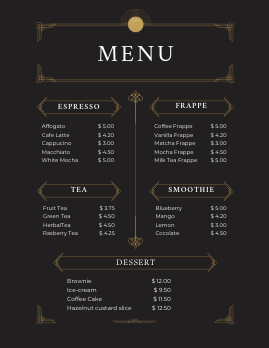 MENU
ESPRESSO
Affogato $ 5.00
Cafe Latte $ 4.20
Cappucino $ 3.00
Macchiato $ 4.50
White Mocha $ 5.00
FRAPPE
Coffee Frappe $ 5.00
Vanilla Frappe $ 4.20
Matcha Frappe $ 3.00
Mocha Frappe $ 4.50
Milk Tea Frappe $ 5.00
TEA
Fruit Tea $ 3.75
Green Tea $ 4.50
HerbalTea $ 4.50
Rasberry Tea $ 4.25
SMOOTHIE
Blueberry $ 5.00
Mango $ 4.20
Lemon $ 3.00
Cocolate $ 4.50
DESSERT
Brownie $ 12.00
Ice-cream $ 9.50
Coffee Cake $ 11.50
Hazelnut custard slice $ 12.50